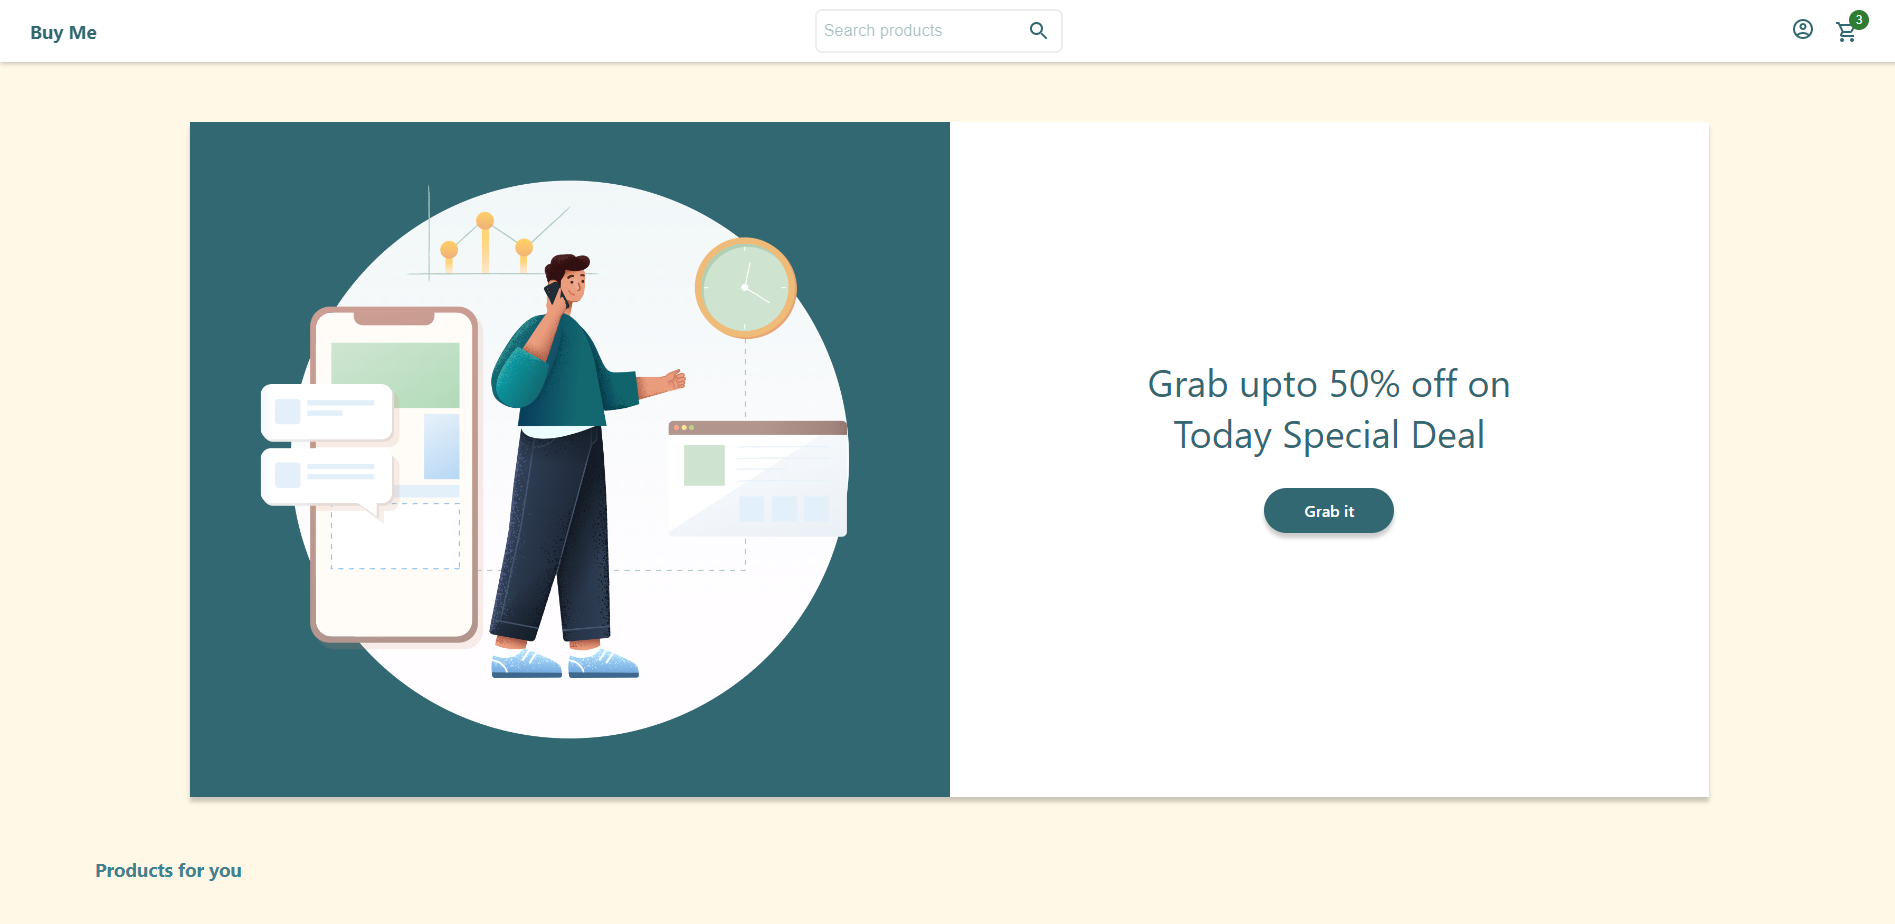 Buy Me
Search products
3
Grab upto 50% off on
Today Special Deal
Grab it
Products for you